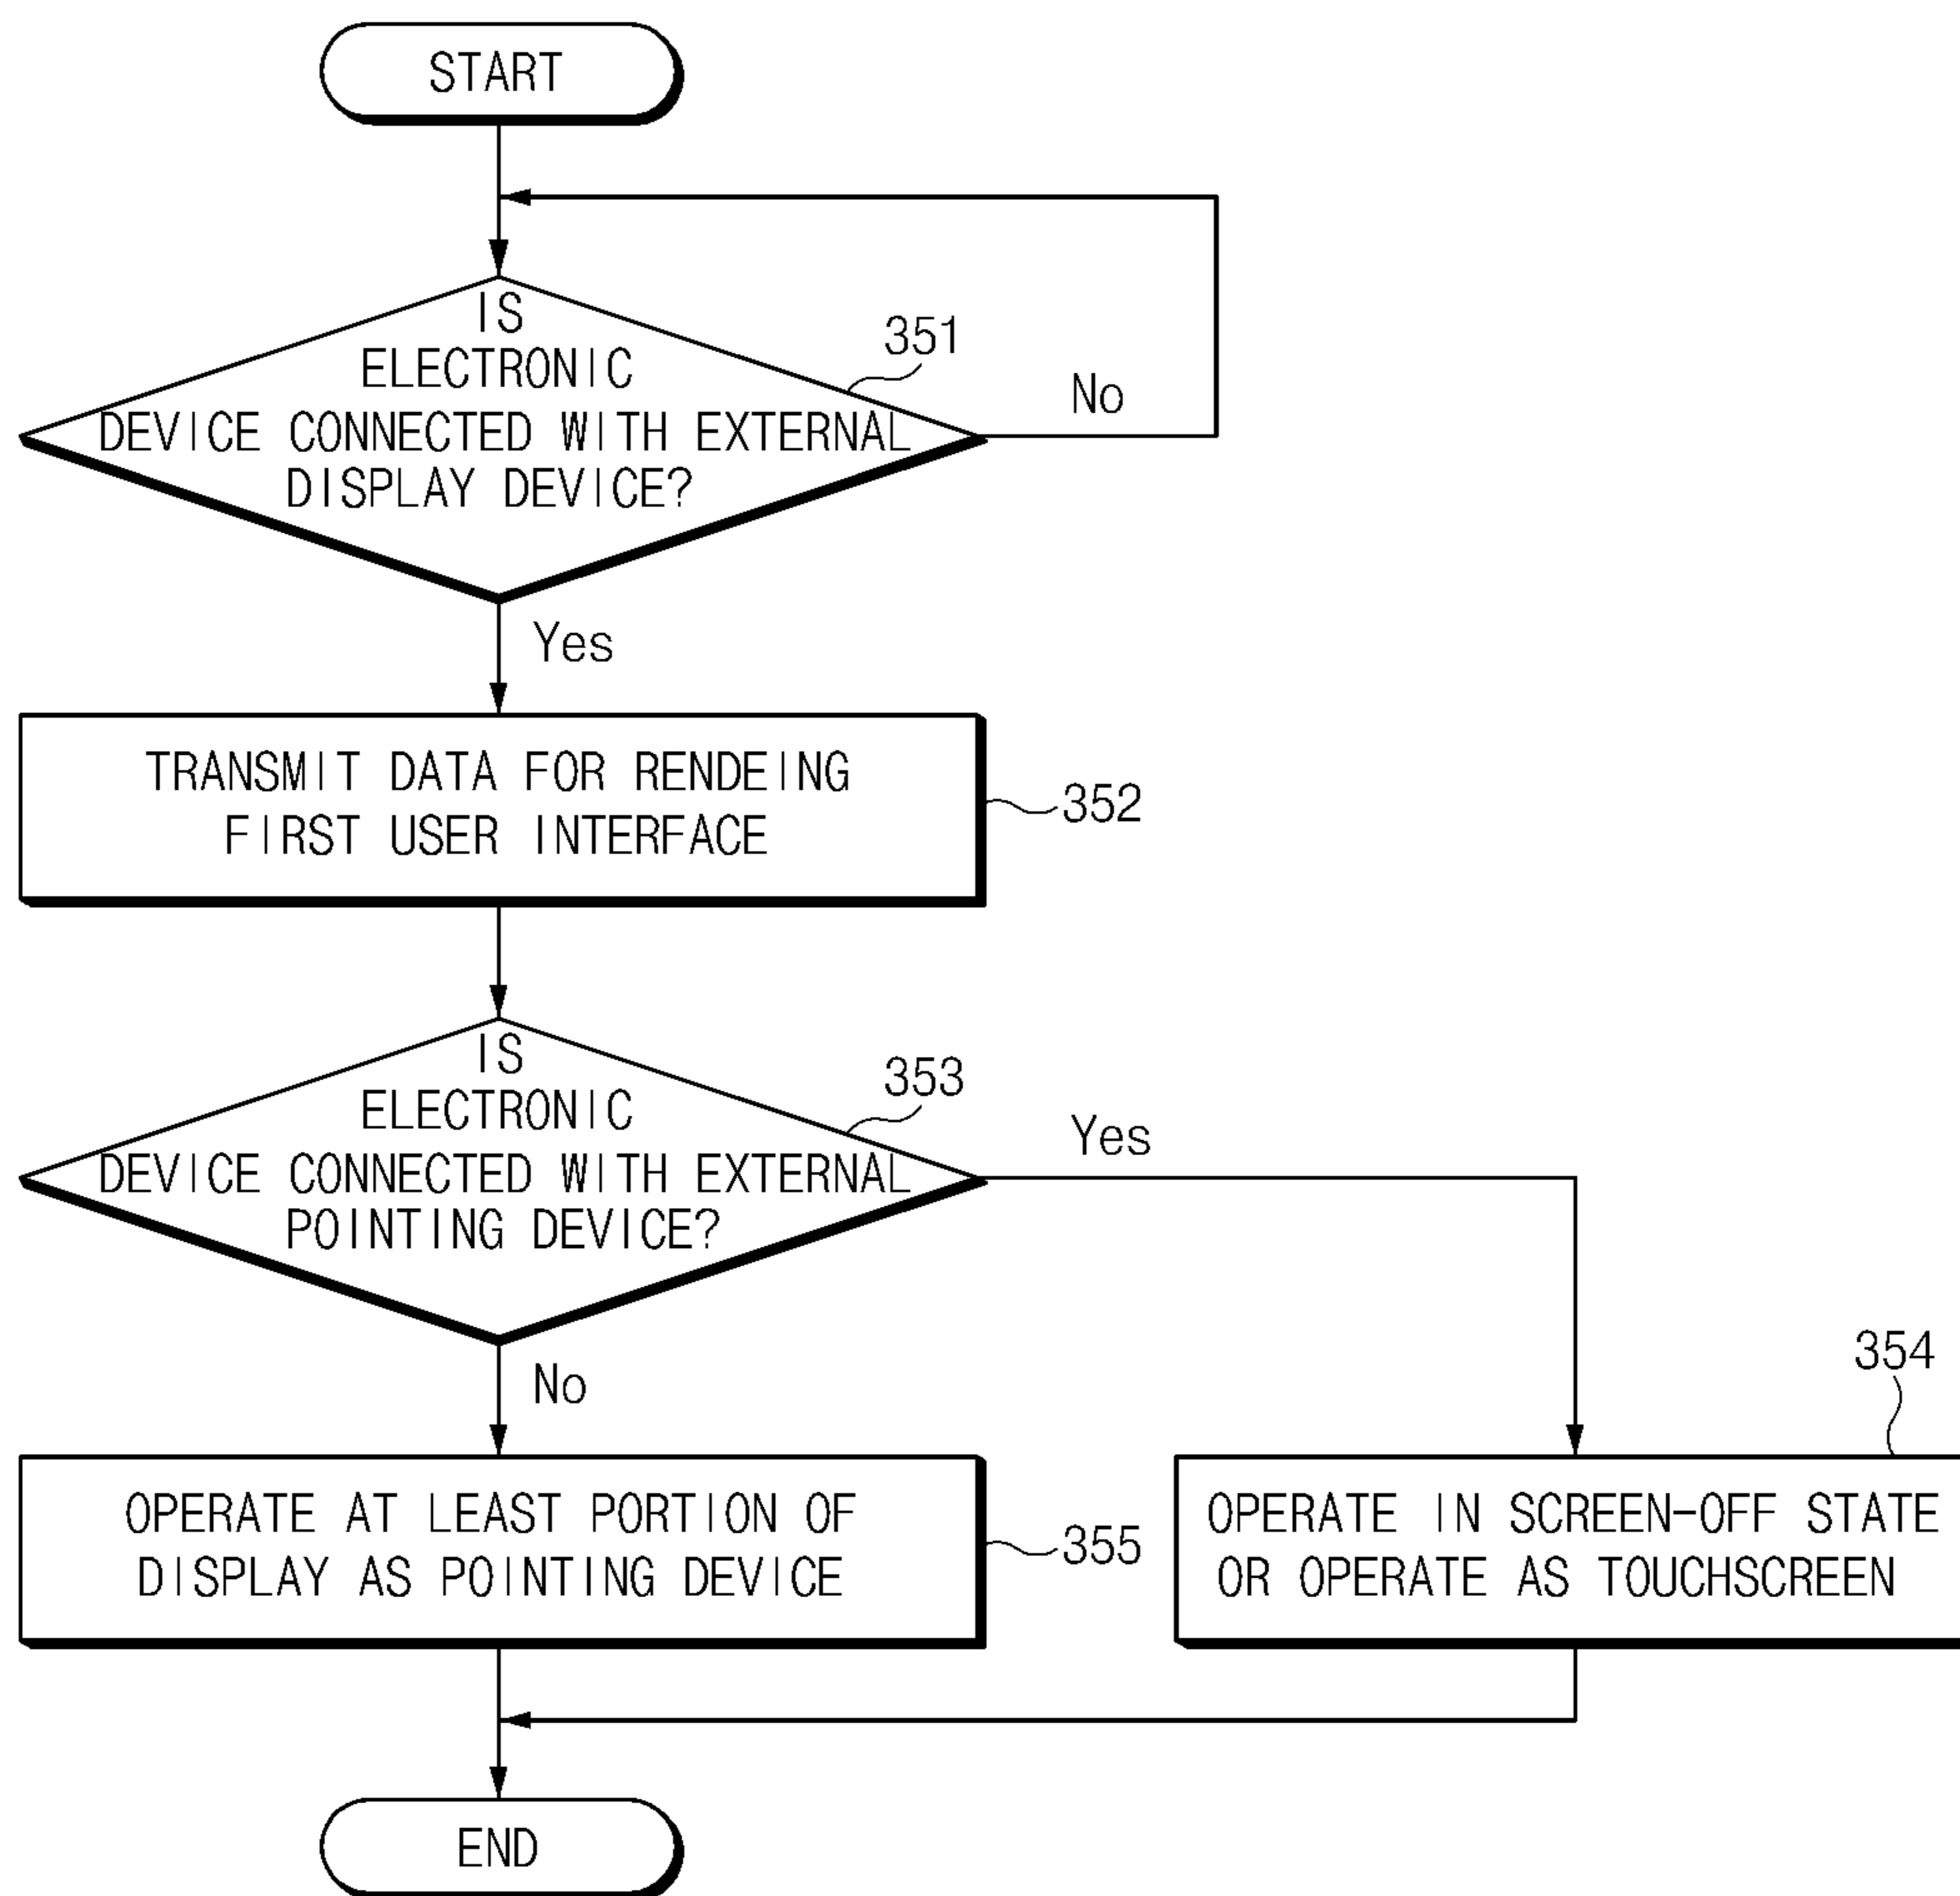 START
IS
ELECTRONIC
DEVICE CONNECTED WITH EXTERNAL
DISPLAY DEVICE?
351
No
Yes
TRANSMIT DATA FOR RENDEING
FIRST USER INTERFACE
352
IS
ELECTRONIC
DEVICE CONNECTED WITH EXTERNAL
POINTING DEVICE?
353
Yes
No
354
OPERATE AT LEAST PORTION OF
DISPLAY AS POINTING DEVICE
355
OPERATE IN SCREEN-OFF STATE
OR OPERATE AS TOUCHSCREEN
END